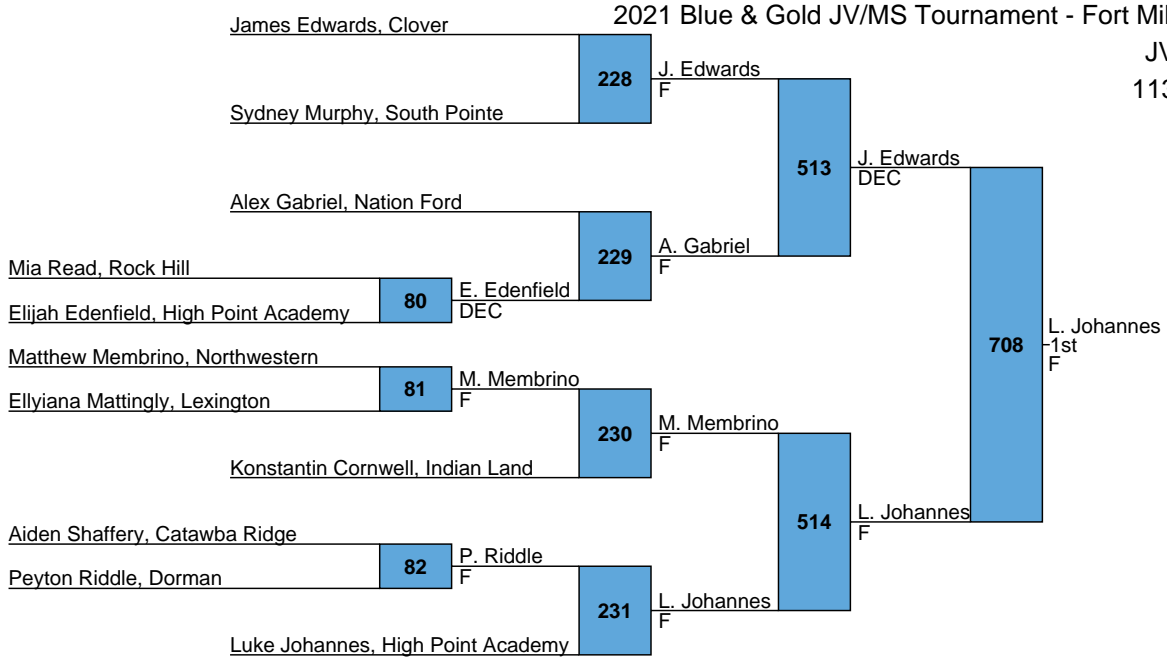 2021 Blue & Gold JV/MS Tournament - Fort Mil
JV
113
James Edwards, Clover
228
J. Edwards
F
Sydney Murphy, South Pointe
513
J. Edwards
DEC
Alex Gabriel, Nation Ford
229
A. Gabriel
F
Mia Read, Rock Hill
80
E. Edenfield
DEC
Elijah Edenfield, High Point Academy
708
L. Johannes
1st
F
Matthew Membrino, Northwestern
81
M. Membrino
F
Ellyiana Mattingly, Lexington
230
M. Membrino
F
Konstantin Cornwell, Indian Land
514
L. Johannes
F
Aiden Shaffery, Catawba Ridge
82
P. Riddle
F
Peyton Riddle, Dorman
231
L. Johannes
F
Luke Johannes, High Point Academy